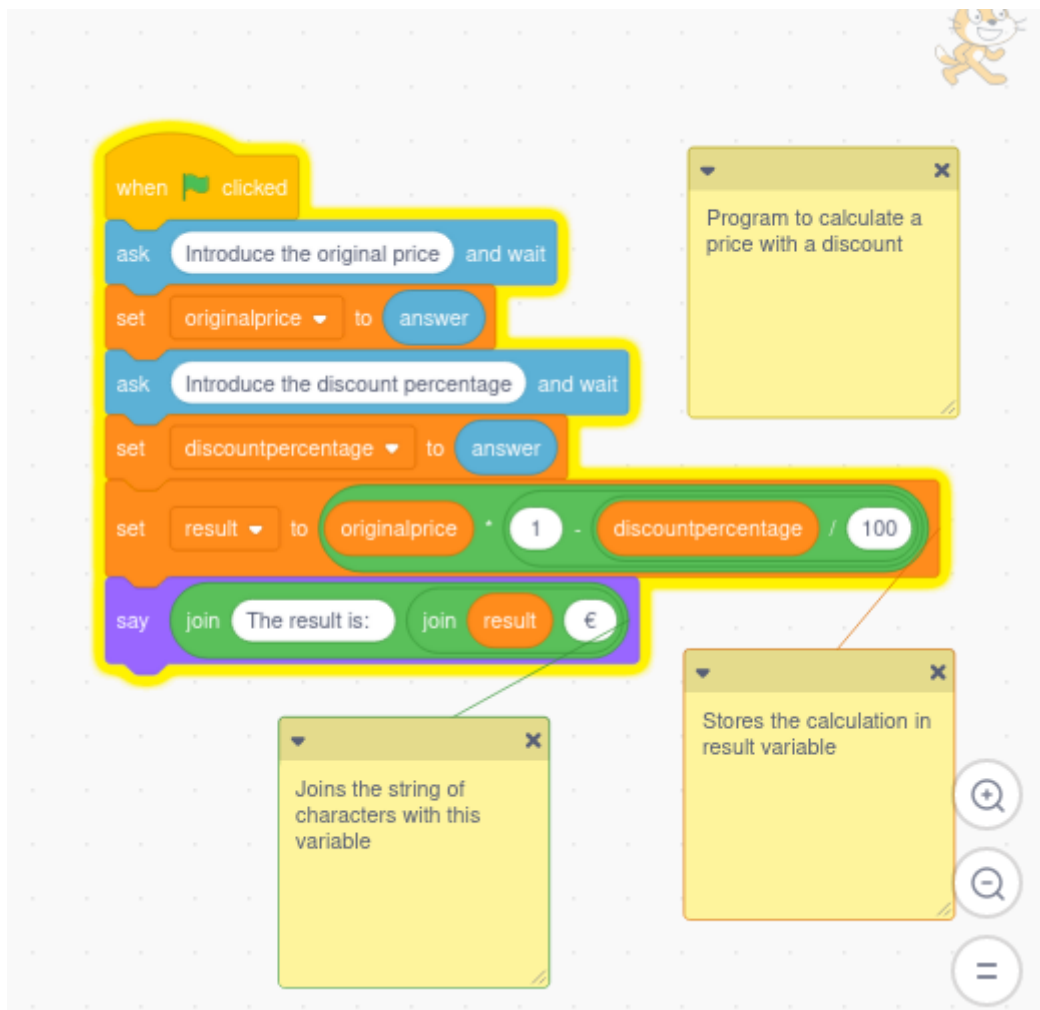 when clicked
ask Introduce the original price and wait
set originalprice to answer
ask Introduce the discount percentage and wait
set discountpercentage to answer
set result to originalprice * 1 - discountpercentage / 100
say join The result is: join result €
Program to calculate a
price with a discount
Stores the calculation in
result variable
Joins the string of
characters with this
variable